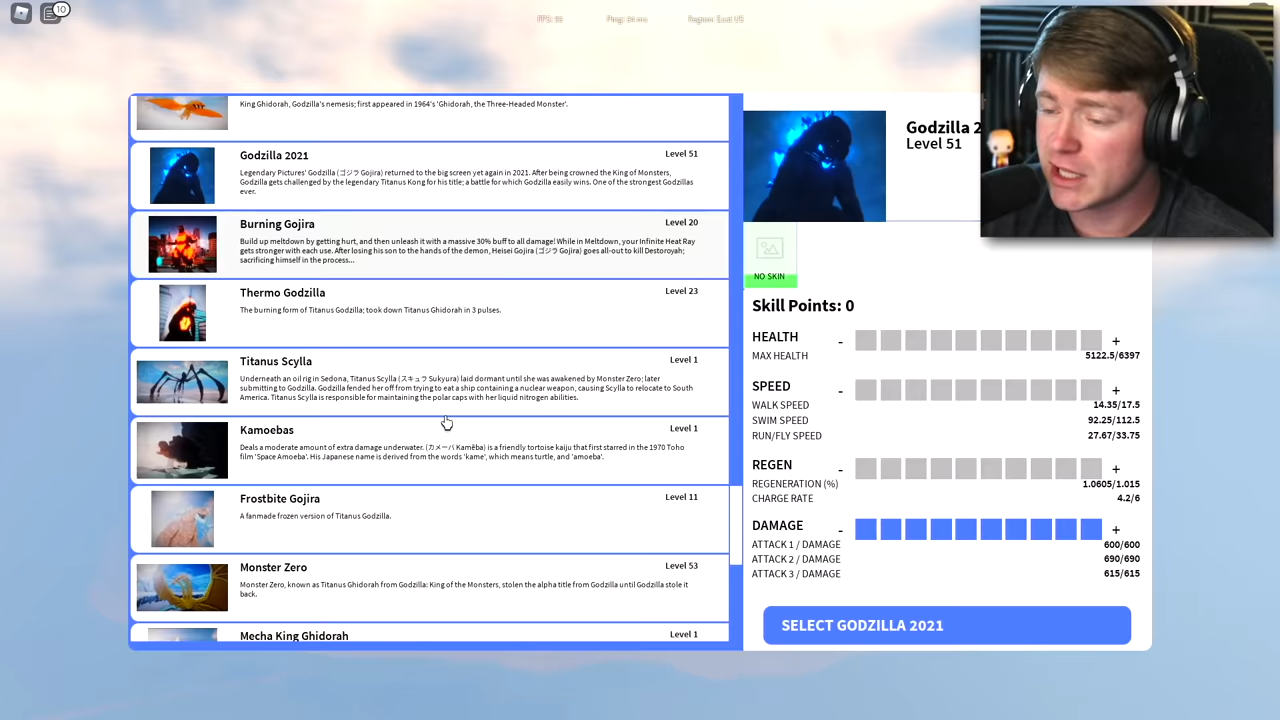 10
FPS: 58
Ping: 84 ms
Region: East US
King Ghidorah, Godzilla's nemesis; first appeared in 1964's 'Ghidorah, the Three-Headed Monster'.
Godzilla 2021
Level 51
Legendary Pictures' Godzilla (ゴジラ Gojira) returned to the big screen yet again in 2021. After being crowned the King of Monsters,
Godzilla gets challenged by the legendary Titanus Kong for his title; a battle for which Godzilla easily wins. One of the strongest Godzillas
ever.
Burning Gojira
Level 20
Build up meltdown by getting hurt, and then unleash it with a massive 30% buff to all damage! While in Meltdown, your Infinite Heat Ray
gets stronger with each use. After losing his son to the hands of the demon, Heisei Gojira (ゴジラ Gojira) goes all-out to kill Destoroyah;
sacrificing himself in the process...
Thermo Godzilla
Level 23
The burning form of Titanus Godzilla; took down Titanus Ghidorah in 3 pulses.
Titanus Scylla
Level 1
Underneath an oil rig in Sedona, Titanus Scylla (スキュラ Sukyura) laid dormant until she was awakened by Monster Zero; later
submitting to Godzilla. Godzilla fended her off from trying to eat a ship containing a nuclear weapon, causing Scylla to relocate to South
America. Titanus Scylla is responsible for maintaining the polar caps with her liquid nitrogen abilities.
Kamoebas
Level 1
Deals a moderate amount of extra damage underwater. (カメーバ Kamēba) is a friendly tortoise kaiju that first starred in the 1970 Toho
film 'Space Amoeba'. His Japanese name is derived from the words 'kame', which means turtle, and 'amoeba'.
Frostbite Gojira
Level 11
A fanmade frozen version of Titanus Godzilla.
Monster Zero
Level 53
Monster Zero, known as Titanus Ghidorah from Godzilla: King of the Monsters, stolen the alpha title from Godzilla until Godzilla stole it
back.
Mecha King Ghidorah
Level 1
Godzilla 2
Level 51
NO SKIN
Skill Points: 0
HEALTH
- +
MAX HEALTH
5122.5/6397
SPEED
- +
WALK SPEED
14.35/17.5
SWIM SPEED
92.25/112.5
RUN/FLY SPEED
27.67/33.75
REGEN
- +
REGENERATION (%)
1.0605/1.015
CHARGE RATE
4.2/6
DAMAGE
- +
ATTACK 1 / DAMAGE
600/600
ATTACK 2 / DAMAGE
690/690
ATTACK 3 / DAMAGE
615/615
SELECT GODZILLA 2021